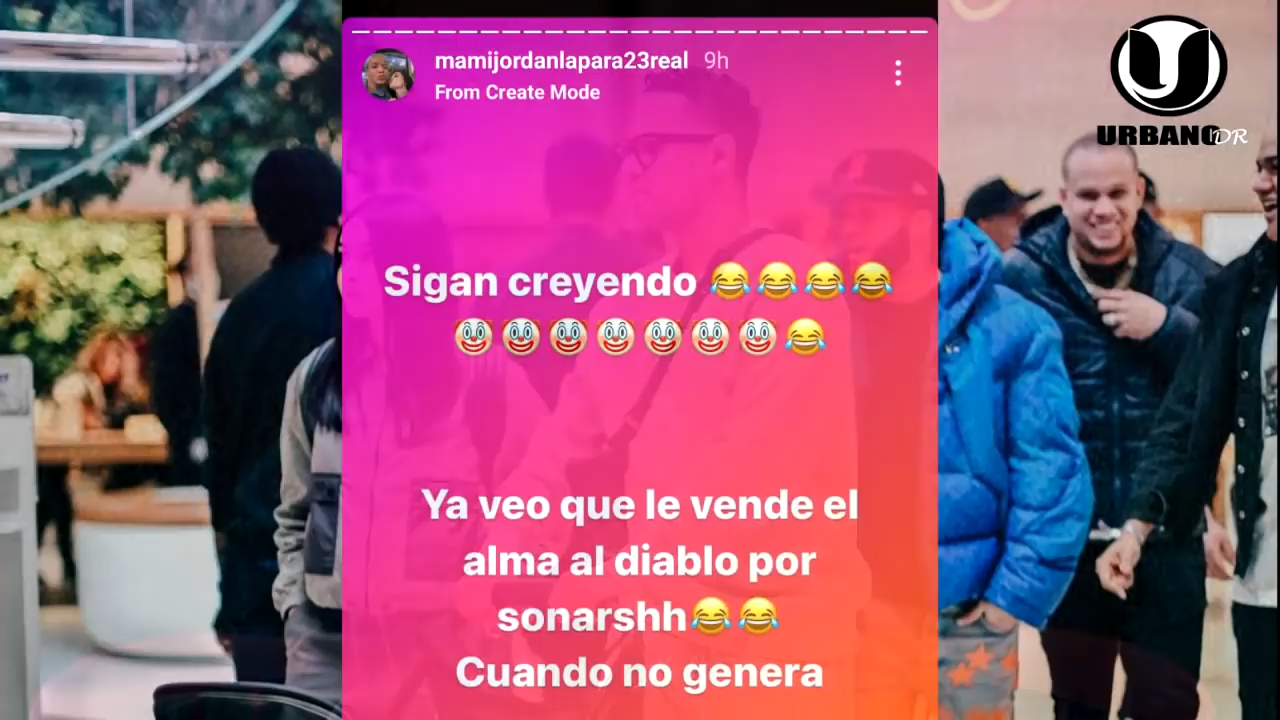 mamijordanlapara23real 9h
From Create Mode
URBANO DR
Sigan creyendo 😂😂😂😂
🤡🤡🤡🤡🤡🤡🤡😂
Ya veo que le vende el
alma al diablo por
sonarshh😂😂
Cuando no genera